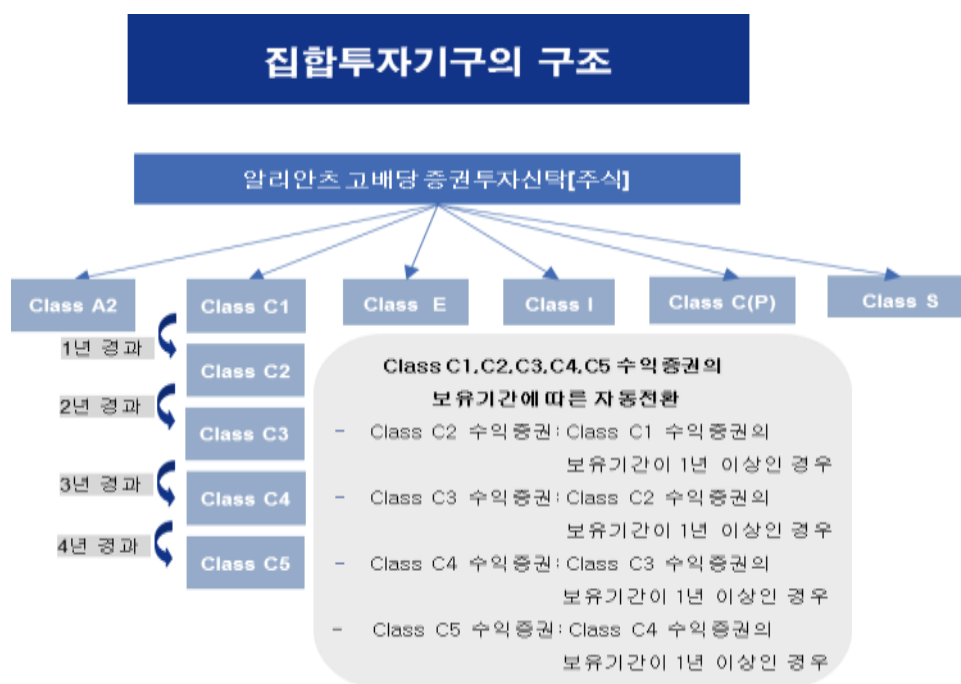 집합투자기구의 구조
알리안츠 고배당 증권투자신탁[주식]
Class A2
Class C1
Class E
Class I
Class C(P)
Class S
1년 경과
Class C2
2년 경과
Class C3
3년 경과
Class C4
4년 경과
Class C5
Class C1,C2,C3,C4,C5 수익증권의
보유기간에 따른 자동전환
- Class C2 수익증권: Class C1 수익증권의
보유기간이 1년 이상인 경우
- Class C3 수익증권: Class C2 수익증권의
보유기간이 1년 이상인 경우
- Class C4 수익증권: Class C3 수익증권의
보유기간이 1년 이상인 경우
- Class C5 수익증권: Class C4 수익증권의
보유기간이 1년 이상인 경우